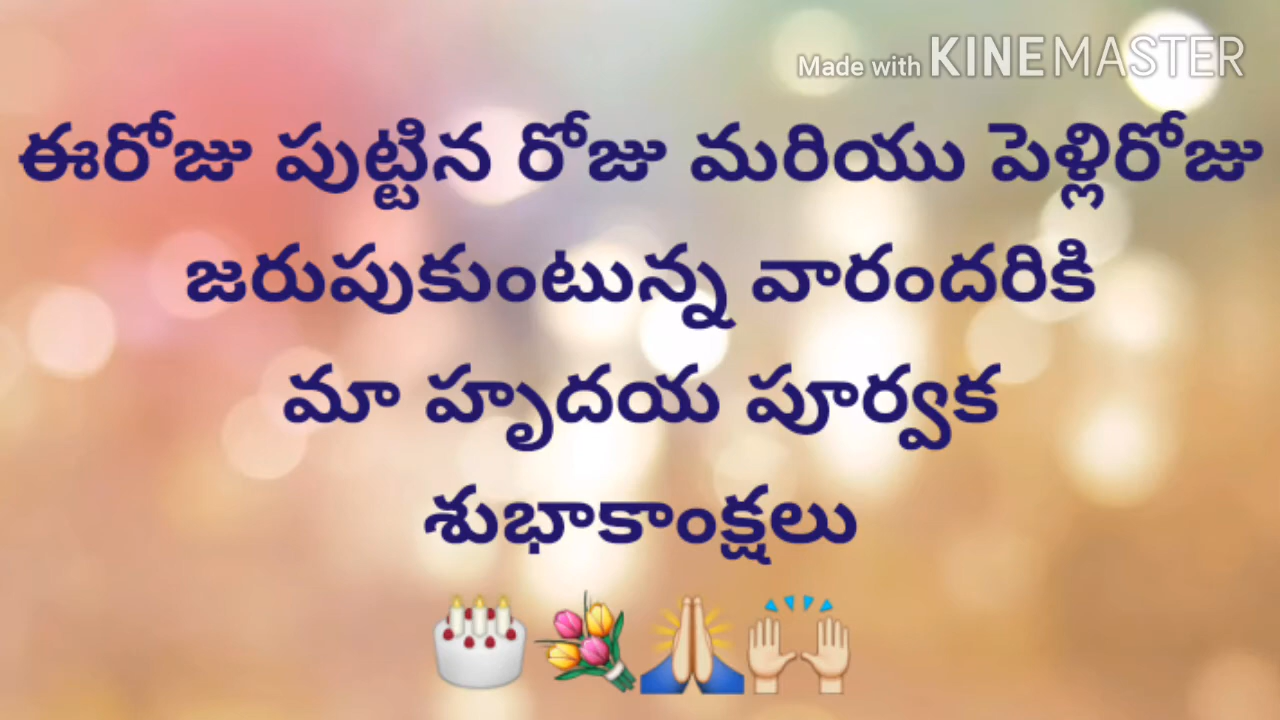 Made with KINEMASTER
ఈరోజు పుట్టిన రోజు మరియు పెళ్లిరోజు
జరుపుకుంటున్న వారందరికి
మా హృదయ పూర్వక
శుభాకాంక్షలు
🎂💐🙏🙌